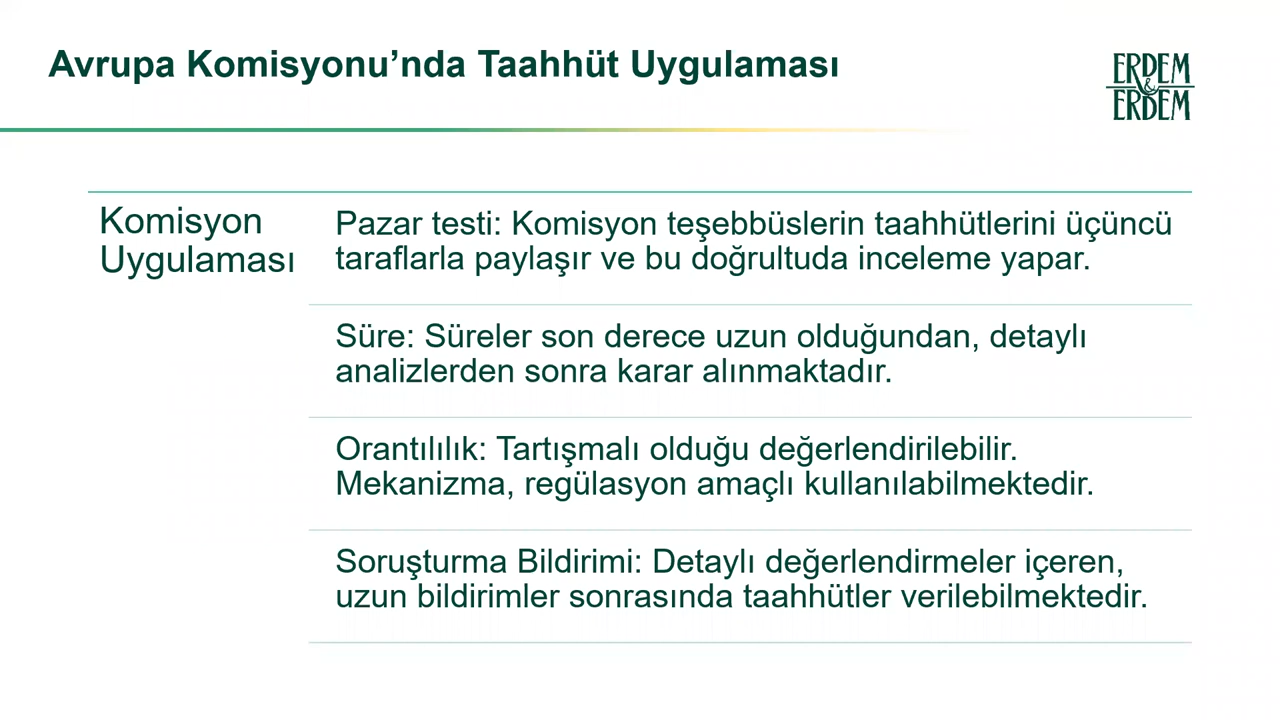 Avrupa Komisyonu’nda Taahhüt Uygulaması
ERDEM
&
ERDEM
Komisyon
Uygulaması
Pazar testi: Komisyon teşebbüslerin taahhütlerini üçüncü
taraflarla paylaşır ve bu doğrultuda inceleme yapar.
Süre: Süreler son derece uzun olduğundan, detaylı
analizlerden sonra karar alınmaktadır.
Orantılılık: Tartışmalı olduğu değerlendirilebilir.
Mekanizma, regülasyon amaçlı kullanılabilmektedir.
Soruşturma Bildirimi: Detaylı değerlendirmeler içeren,
uzun bildirimler sonrasında taahhütler verilebilmektedir.